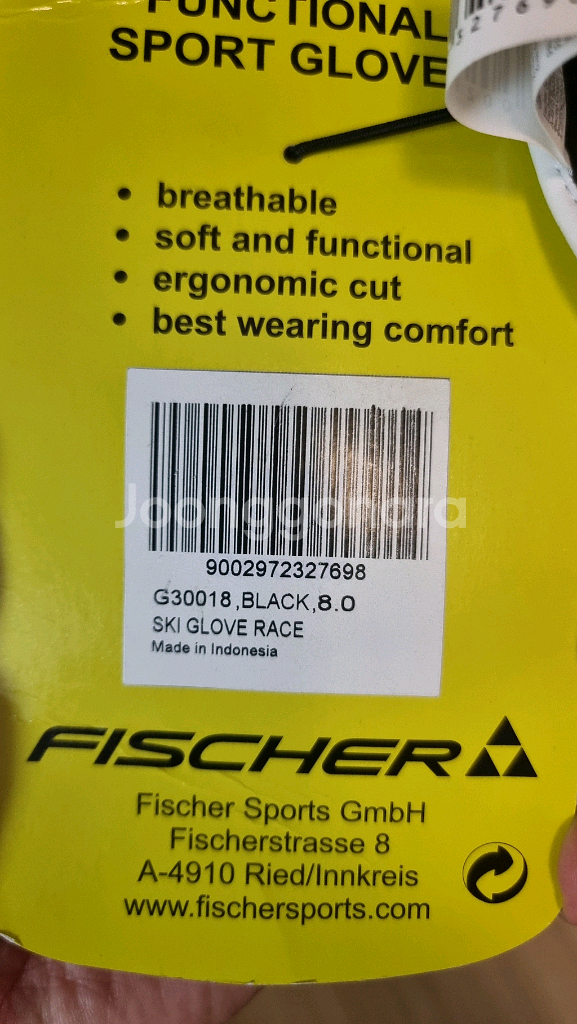 FUNCTIONAL
SPORT GLOVE
• breathable
• soft and functional
• ergonomic cut
• best wearing comfort
Joonggonara
9002972327698
G30018,BLACK,8.0
SKI GLOVE RACE
Made in Indonesia
FISCHER
Fischer Sports GmbH
Fischerstrasse 8
A-4910 Ried/Innkreis
www.fischersports.com